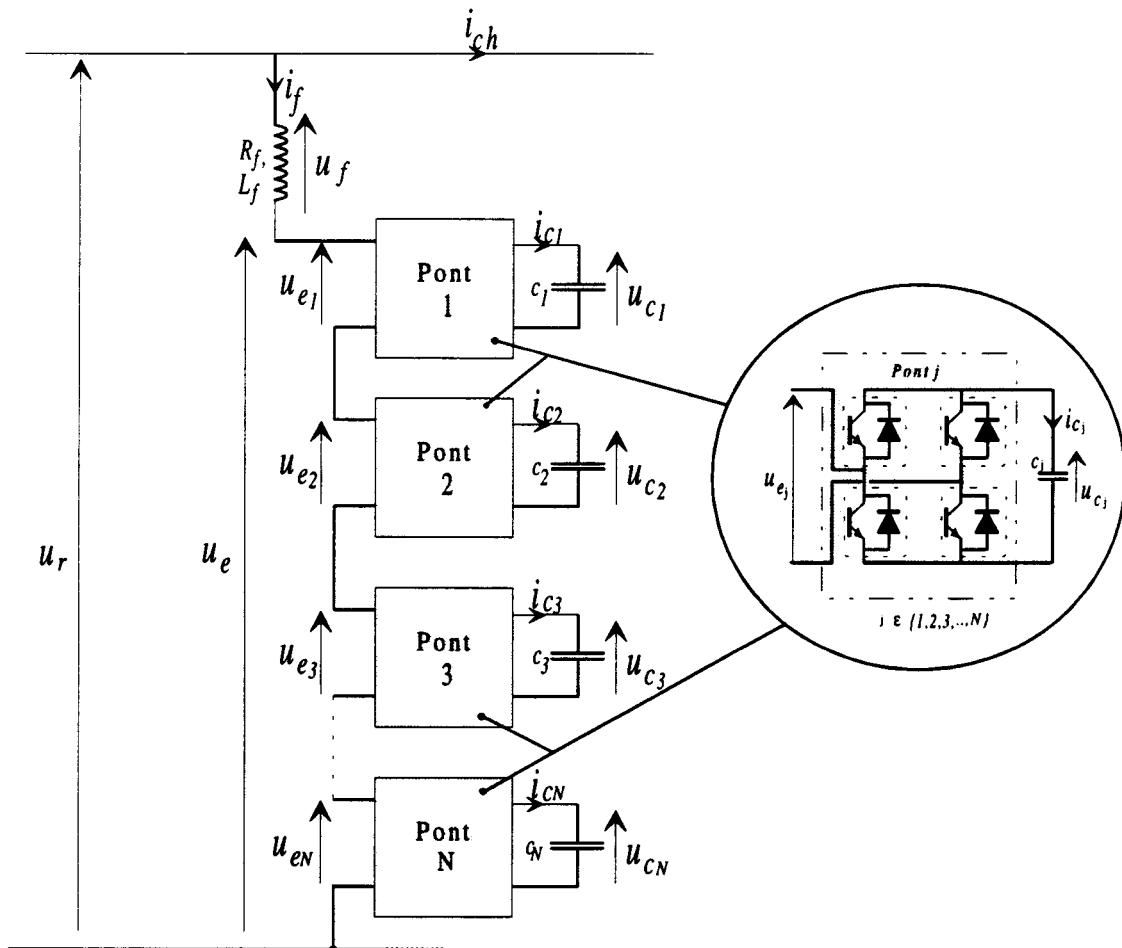 i_ch
i_f
R_f,
L_f
u_f
u_r
u_e
u_e1
Pont
1
i_c1
c_1
u_c1
u_e2
Pont
2
i_c2
c_2
u_c2
u_e3
Pont
3
i_c3
c_3
u_c3
u_eN
Pont
N
i_cN
c_N
u_cN
Pont j
u_ej
i_cj
c_j
u_cj
j ε {1,2,3,...N}